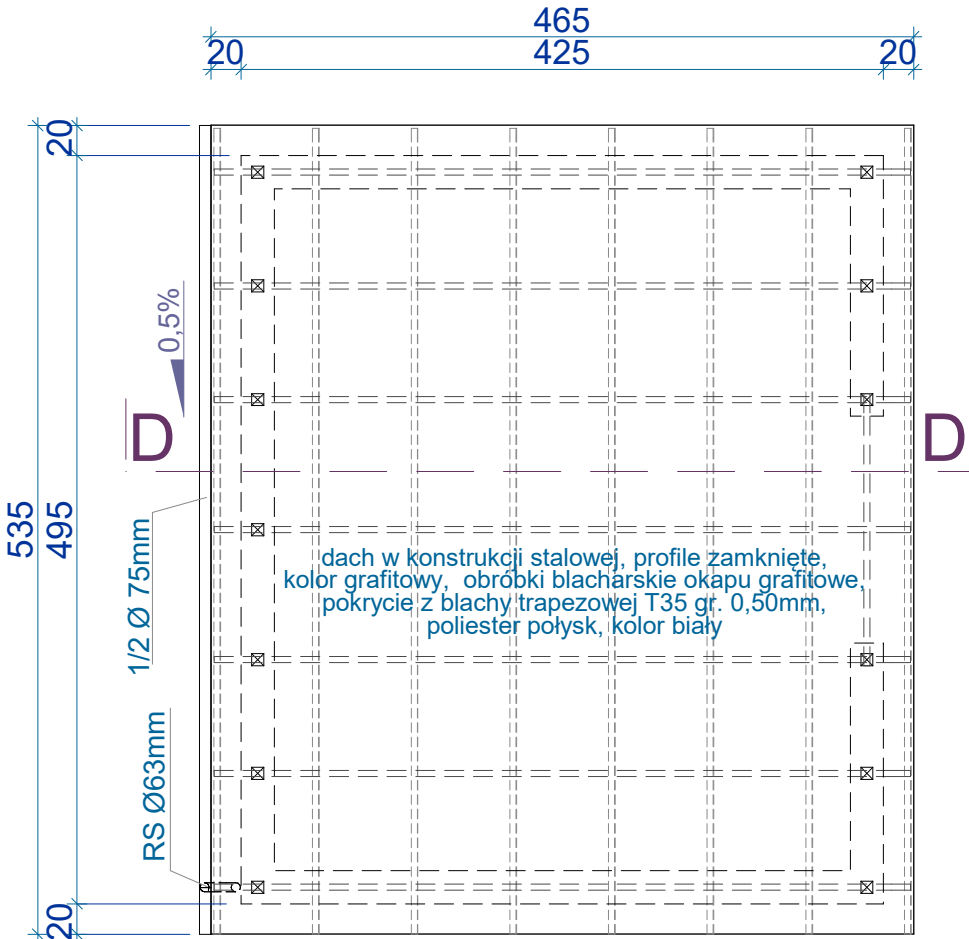 465
20 425 20
20
0,5%
D D
535
495
1/2 Ø 75mm
dach w konstrukcji stalowej, profile zamknięte,
kolor grafitowy, obróbki blacharskie okapu grafitowe,
pokrycie z blachy trapezowej T35 gr. 0,50mm,
poliester połysk, kolor biały
RS Ø63mm
20